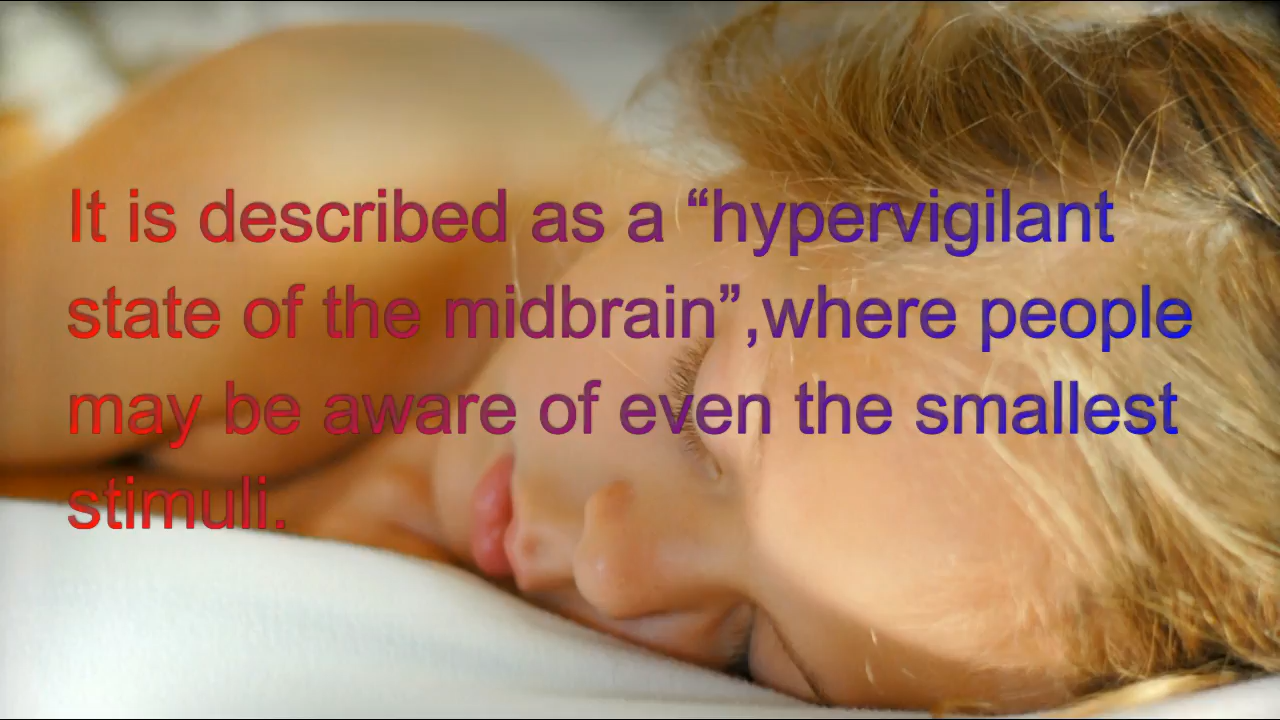 It is described as a “hypervigilant
state of the midbrain”,where people
may be aware of even the smallest
stimuli.